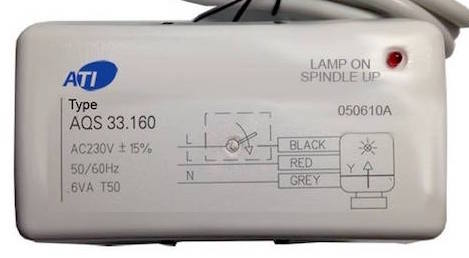 ATI
LAMP ON
SPINDLE UP
Type
AQS 33.160
050610A
AC230V ± 15%
50/60Hz
6VA T50
L
L
N
BLACK
RED
GREY
Y